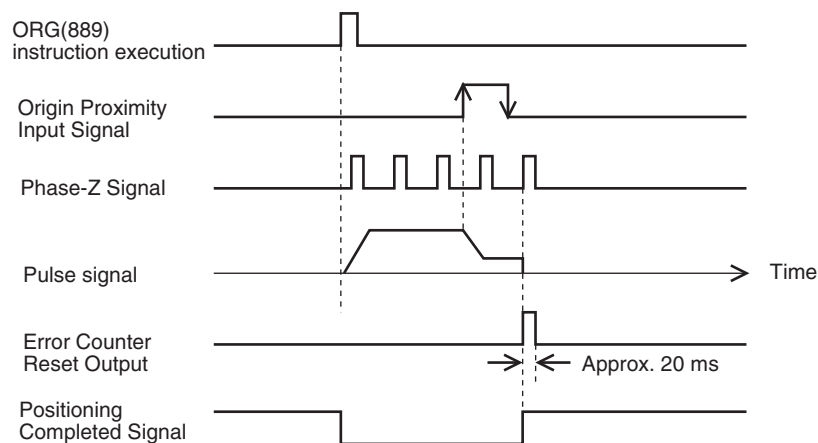 ORG(889)
instruction execution
Origin Proximity
Input Signal
Phase-Z Signal
Pulse signal
Time
Error Counter
Reset Output
Approx. 20 ms
Positioning
Completed Signal